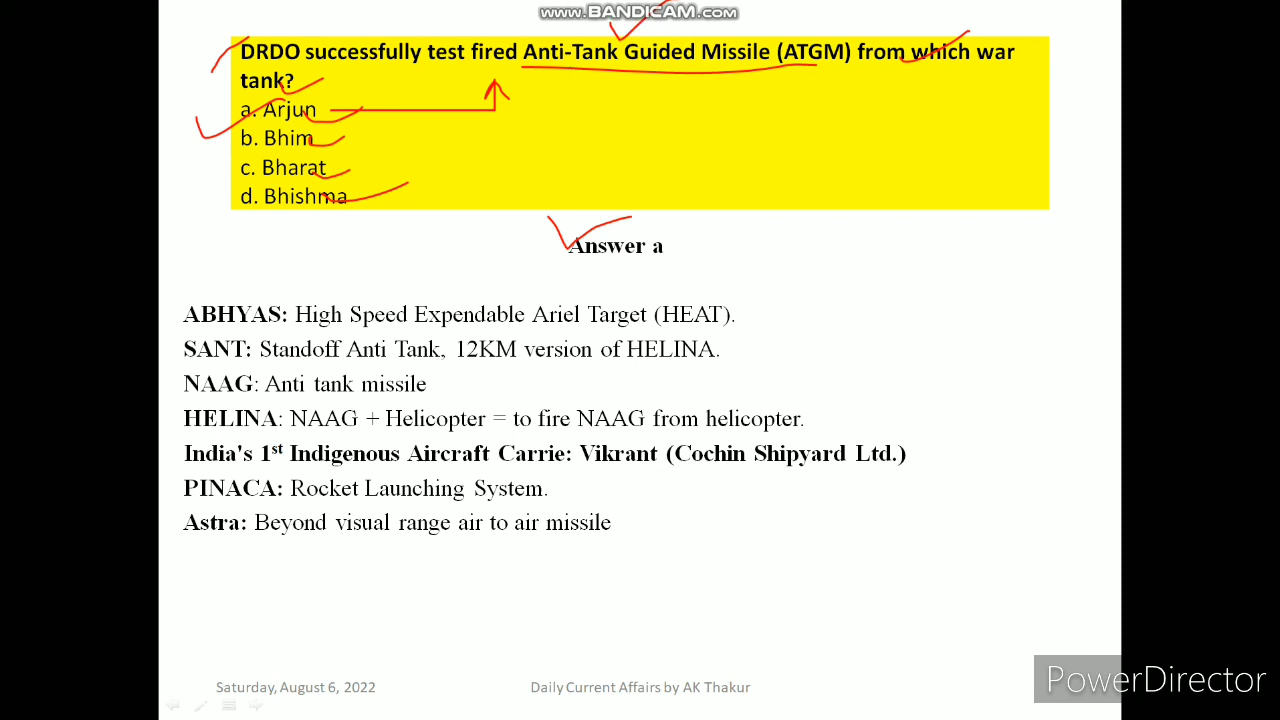 www.BANDICAM.com
DRDO successfully test fired Anti-Tank Guided Missile (ATGM) from which war
tank?
a. Arjun
b. Bhim
c. Bharat
d. Bhishma
Answer a
ABHYAS: High Speed Expendable Ariel Target (HEAT).
SANT: Standoff Anti Tank, 12KM version of HELINA.
NAAG: Anti tank missile
HELINA: NAAG + Helicopter = to fire NAAG from helicopter.
India's 1st Indigenous Aircraft Carrie: Vikrant (Cochin Shipyard Ltd.)
PINACA: Rocket Launching System.
Astra: Beyond visual range air to air missile
Saturday, August 6, 2022 Daily Current Affairs by AK Thakur
PowerDirector